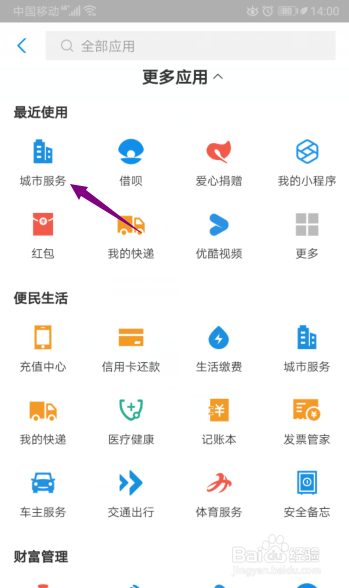 中国移动 14:00
全部应用
更多应用
最近使用
城市服务 借呗 爱心捐赠 我的小程序
红包 我的快递 优酷视频 更多
便民生活
充值中心 信用卡还款 生活缴费 城市服务
我的快递 医疗健康 记账本 发票管家
车主服务 交通出行 体育服务 安全备忘
财富管理
Baidu 经验
jingyan.baidu.com